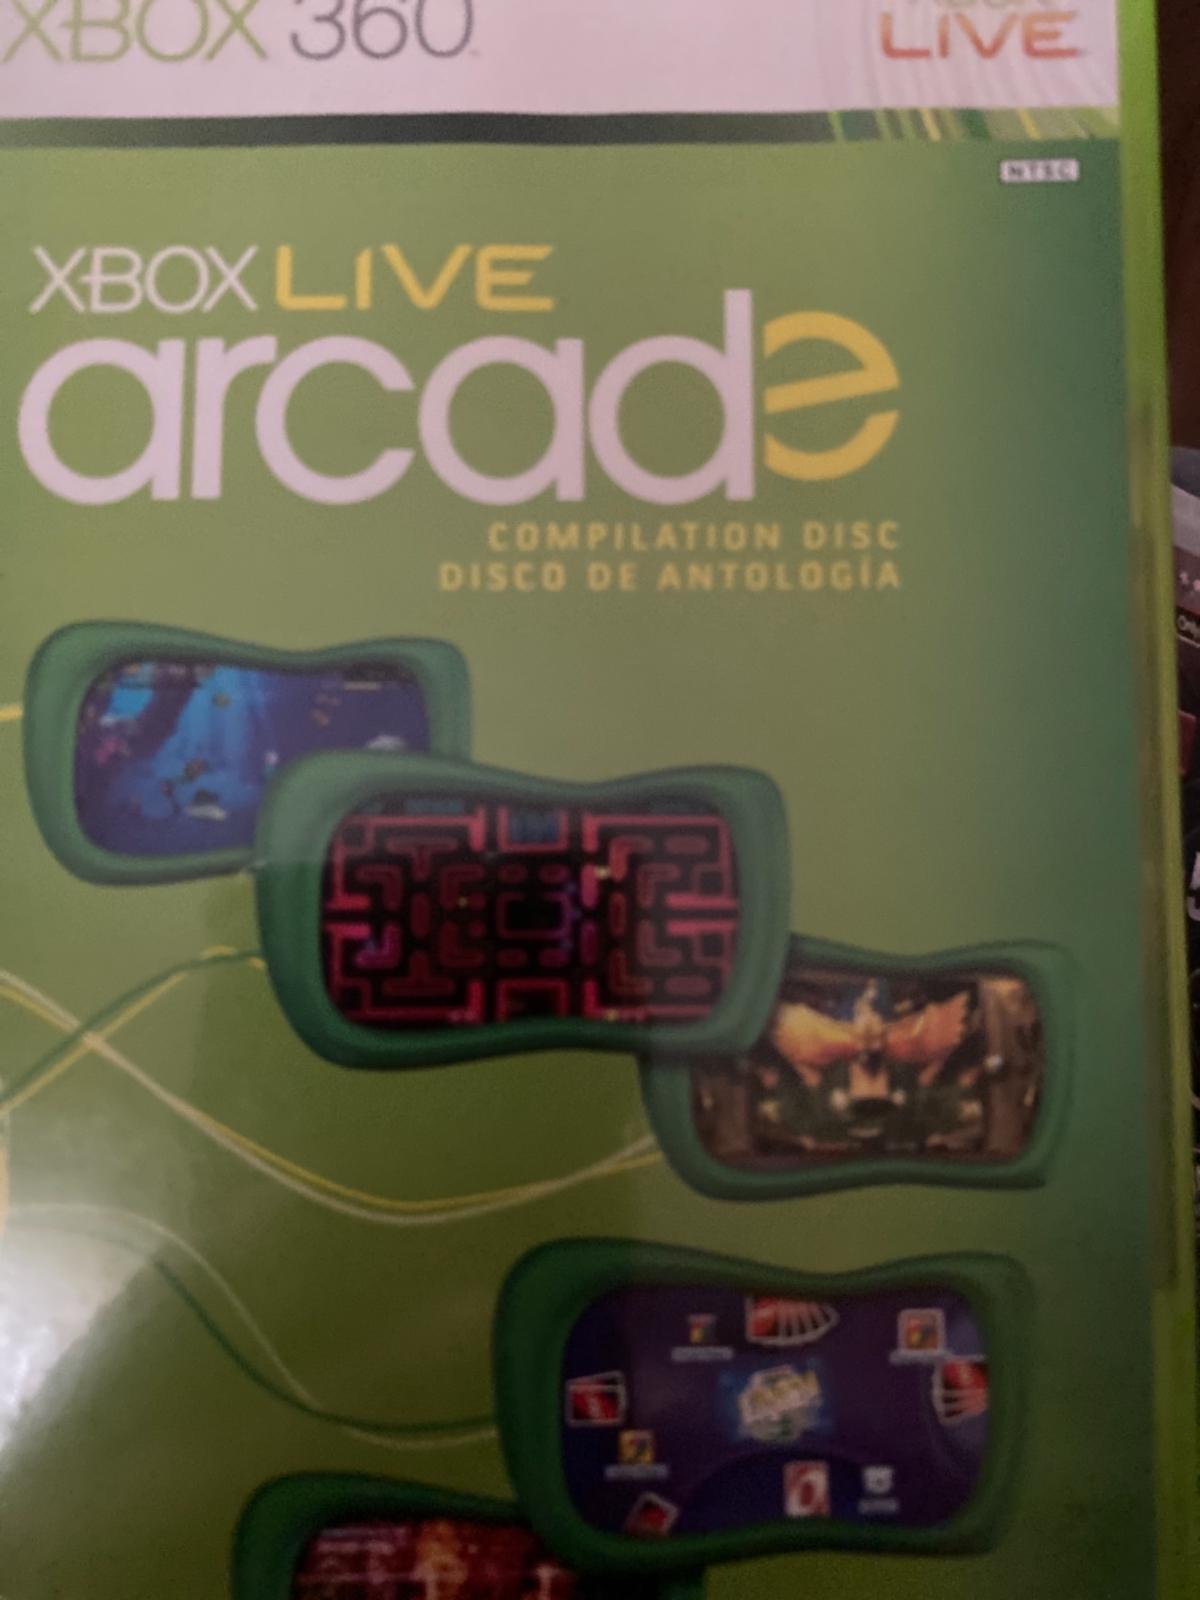 XBOX 360
LIVE
NTSC
XBOX LIVE
arcade
COMPILATION DISC
DISCO DE ANTOLOGÍA